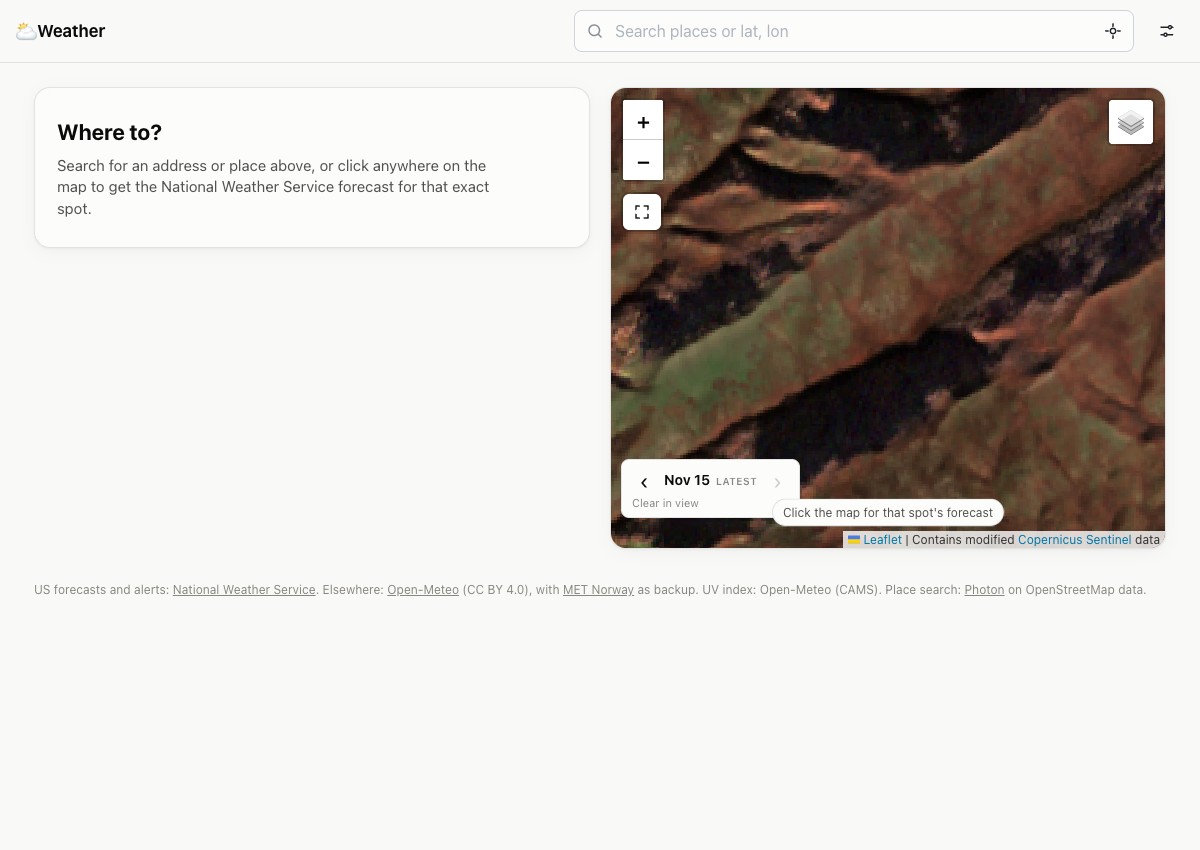 Weather
Search places or lat, lon
Where to?
Search for an address or place above, or click anywhere on the
map to get the National Weather Service forecast for that exact
spot.
+
−
Nov 15 LATEST
Clear in view
Click the map for that spot's forecast
Leaflet | Contains modified Copernicus Sentinel data
US forecasts and alerts: National Weather Service. Elsewhere: Open-Meteo (CC BY 4.0), with MET Norway as backup. UV index: Open-Meteo (CAMS). Place search: Photon on OpenStreetMap data.